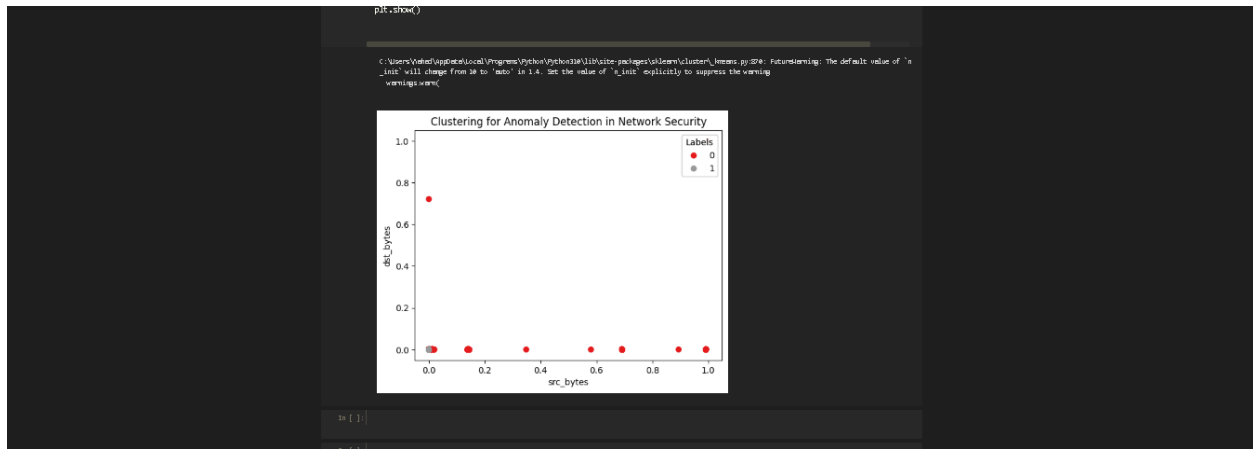 plt.show()
C:\Users\Wahed\AppData\Local\Programs\Python\Python310\lib\site-packages\sklearn\cluster\_kmeans.py:870: FutureWarning: The default value of `n
_init` will change from 10 to 'auto' in 1.4. Set the value of `n_init` explicitly to suppress the warning
warnings.warn(
Clustering for Anomaly Detection in Network Security
Labels
0
1
1.0
0.8
0.6
0.4
0.2
0.0
dst_bytes
0.0 0.2 0.4 0.6 0.8 1.0
src_bytes
In [ ]: